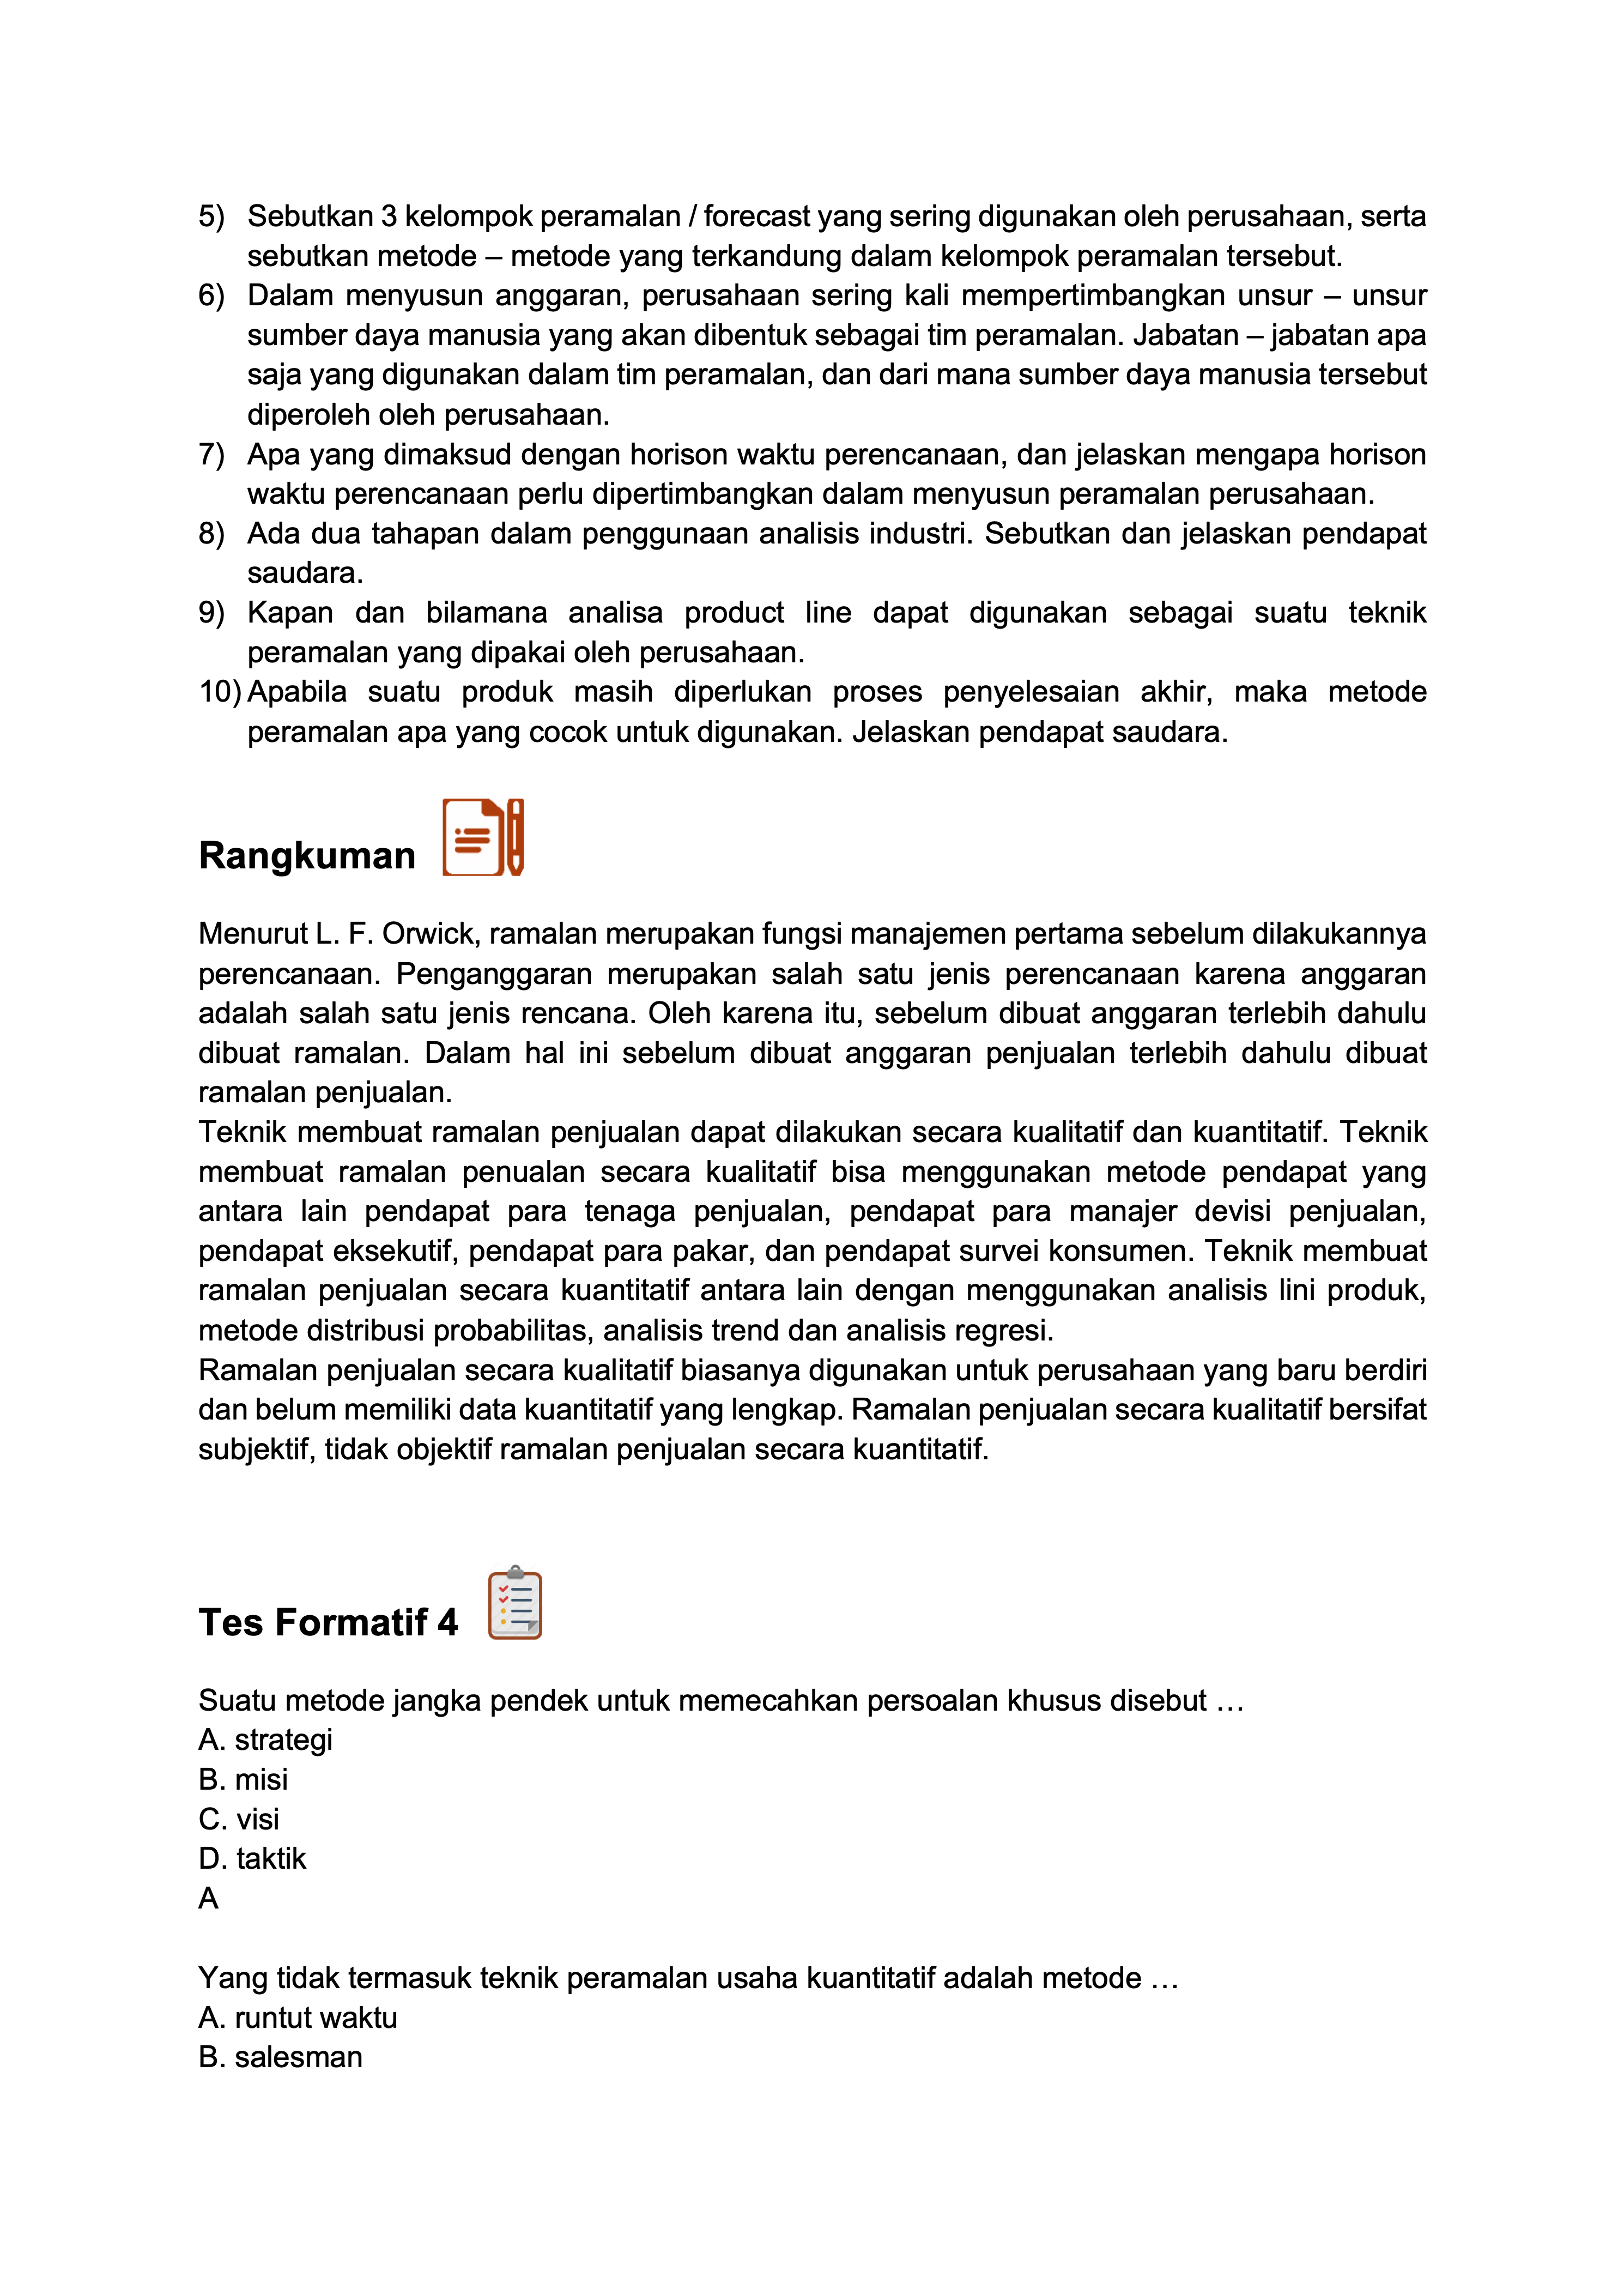 5) Sebutkan 3 kelompok peramalan / forecast yang sering digunakan oleh perusahaan, serta
sebutkan metode – metode yang terkandung dalam kelompok peramalan tersebut.
6) Dalam menyusun anggaran, perusahaan sering kali mempertimbangkan unsur – unsur
sumber daya manusia yang akan dibentuk sebagai tim peramalan. Jabatan – jabatan apa
saja yang digunakan dalam tim peramalan, dan dari mana sumber daya manusia tersebut
diperoleh oleh perusahaan.
7) Apa yang dimaksud dengan horison waktu perencanaan, dan jelaskan mengapa horison
waktu perencanaan perlu dipertimbangkan dalam menyusun peramalan perusahaan.
8) Ada dua tahapan dalam penggunaan analisis industri. Sebutkan dan jelaskan pendapat
saudara.
9) Kapan dan bilamana analisa product line dapat digunakan sebagai suatu teknik
peramalan yang dipakai oleh perusahaan.
10) Apabila suatu produk masih diperlukan proses penyelesaian akhir, maka metode
peramalan apa yang cocok untuk digunakan. Jelaskan pendapat saudara.
Rangkuman
Menurut L. F. Orwick, ramalan merupakan fungsi manajemen pertama sebelum dilakukannya
perencanaan. Penganggaran merupakan salah satu jenis perencanaan karena anggaran
adalah salah satu jenis rencana. Oleh karena itu, sebelum dibuat anggaran terlebih dahulu
dibuat ramalan. Dalam hal ini sebelum dibuat anggaran penjualan terlebih dahulu dibuat
ramalan penjualan.
Teknik membuat ramalan penjualan dapat dilakukan secara kualitatif dan kuantitatif. Teknik
membuat ramalan penualan secara kualitatif bisa menggunakan metode pendapat yang
antara lain pendapat para tenaga penjualan, pendapat para manajer devisi penjualan,
pendapat eksekutif, pendapat para pakar, dan pendapat survei konsumen. Teknik membuat
ramalan penjualan secara kuantitatif antara lain dengan menggunakan analisis lini produk,
metode distribusi probabilitas, analisis trend dan analisis regresi.
Ramalan penjualan secara kualitatif biasanya digunakan untuk perusahaan yang baru berdiri
dan belum memiliki data kuantitatif yang lengkap. Ramalan penjualan secara kualitatif bersifat
subjektif, tidak objektif ramalan penjualan secara kuantitatif.
Tes Formatif 4
Suatu metode jangka pendek untuk memecahkan persoalan khusus disebut …
A. strategi
B. misi
C. visi
D. taktik
A
Yang tidak termasuk teknik peramalan usaha kuantitatif adalah metode …
A. runtut waktu
B. salesman